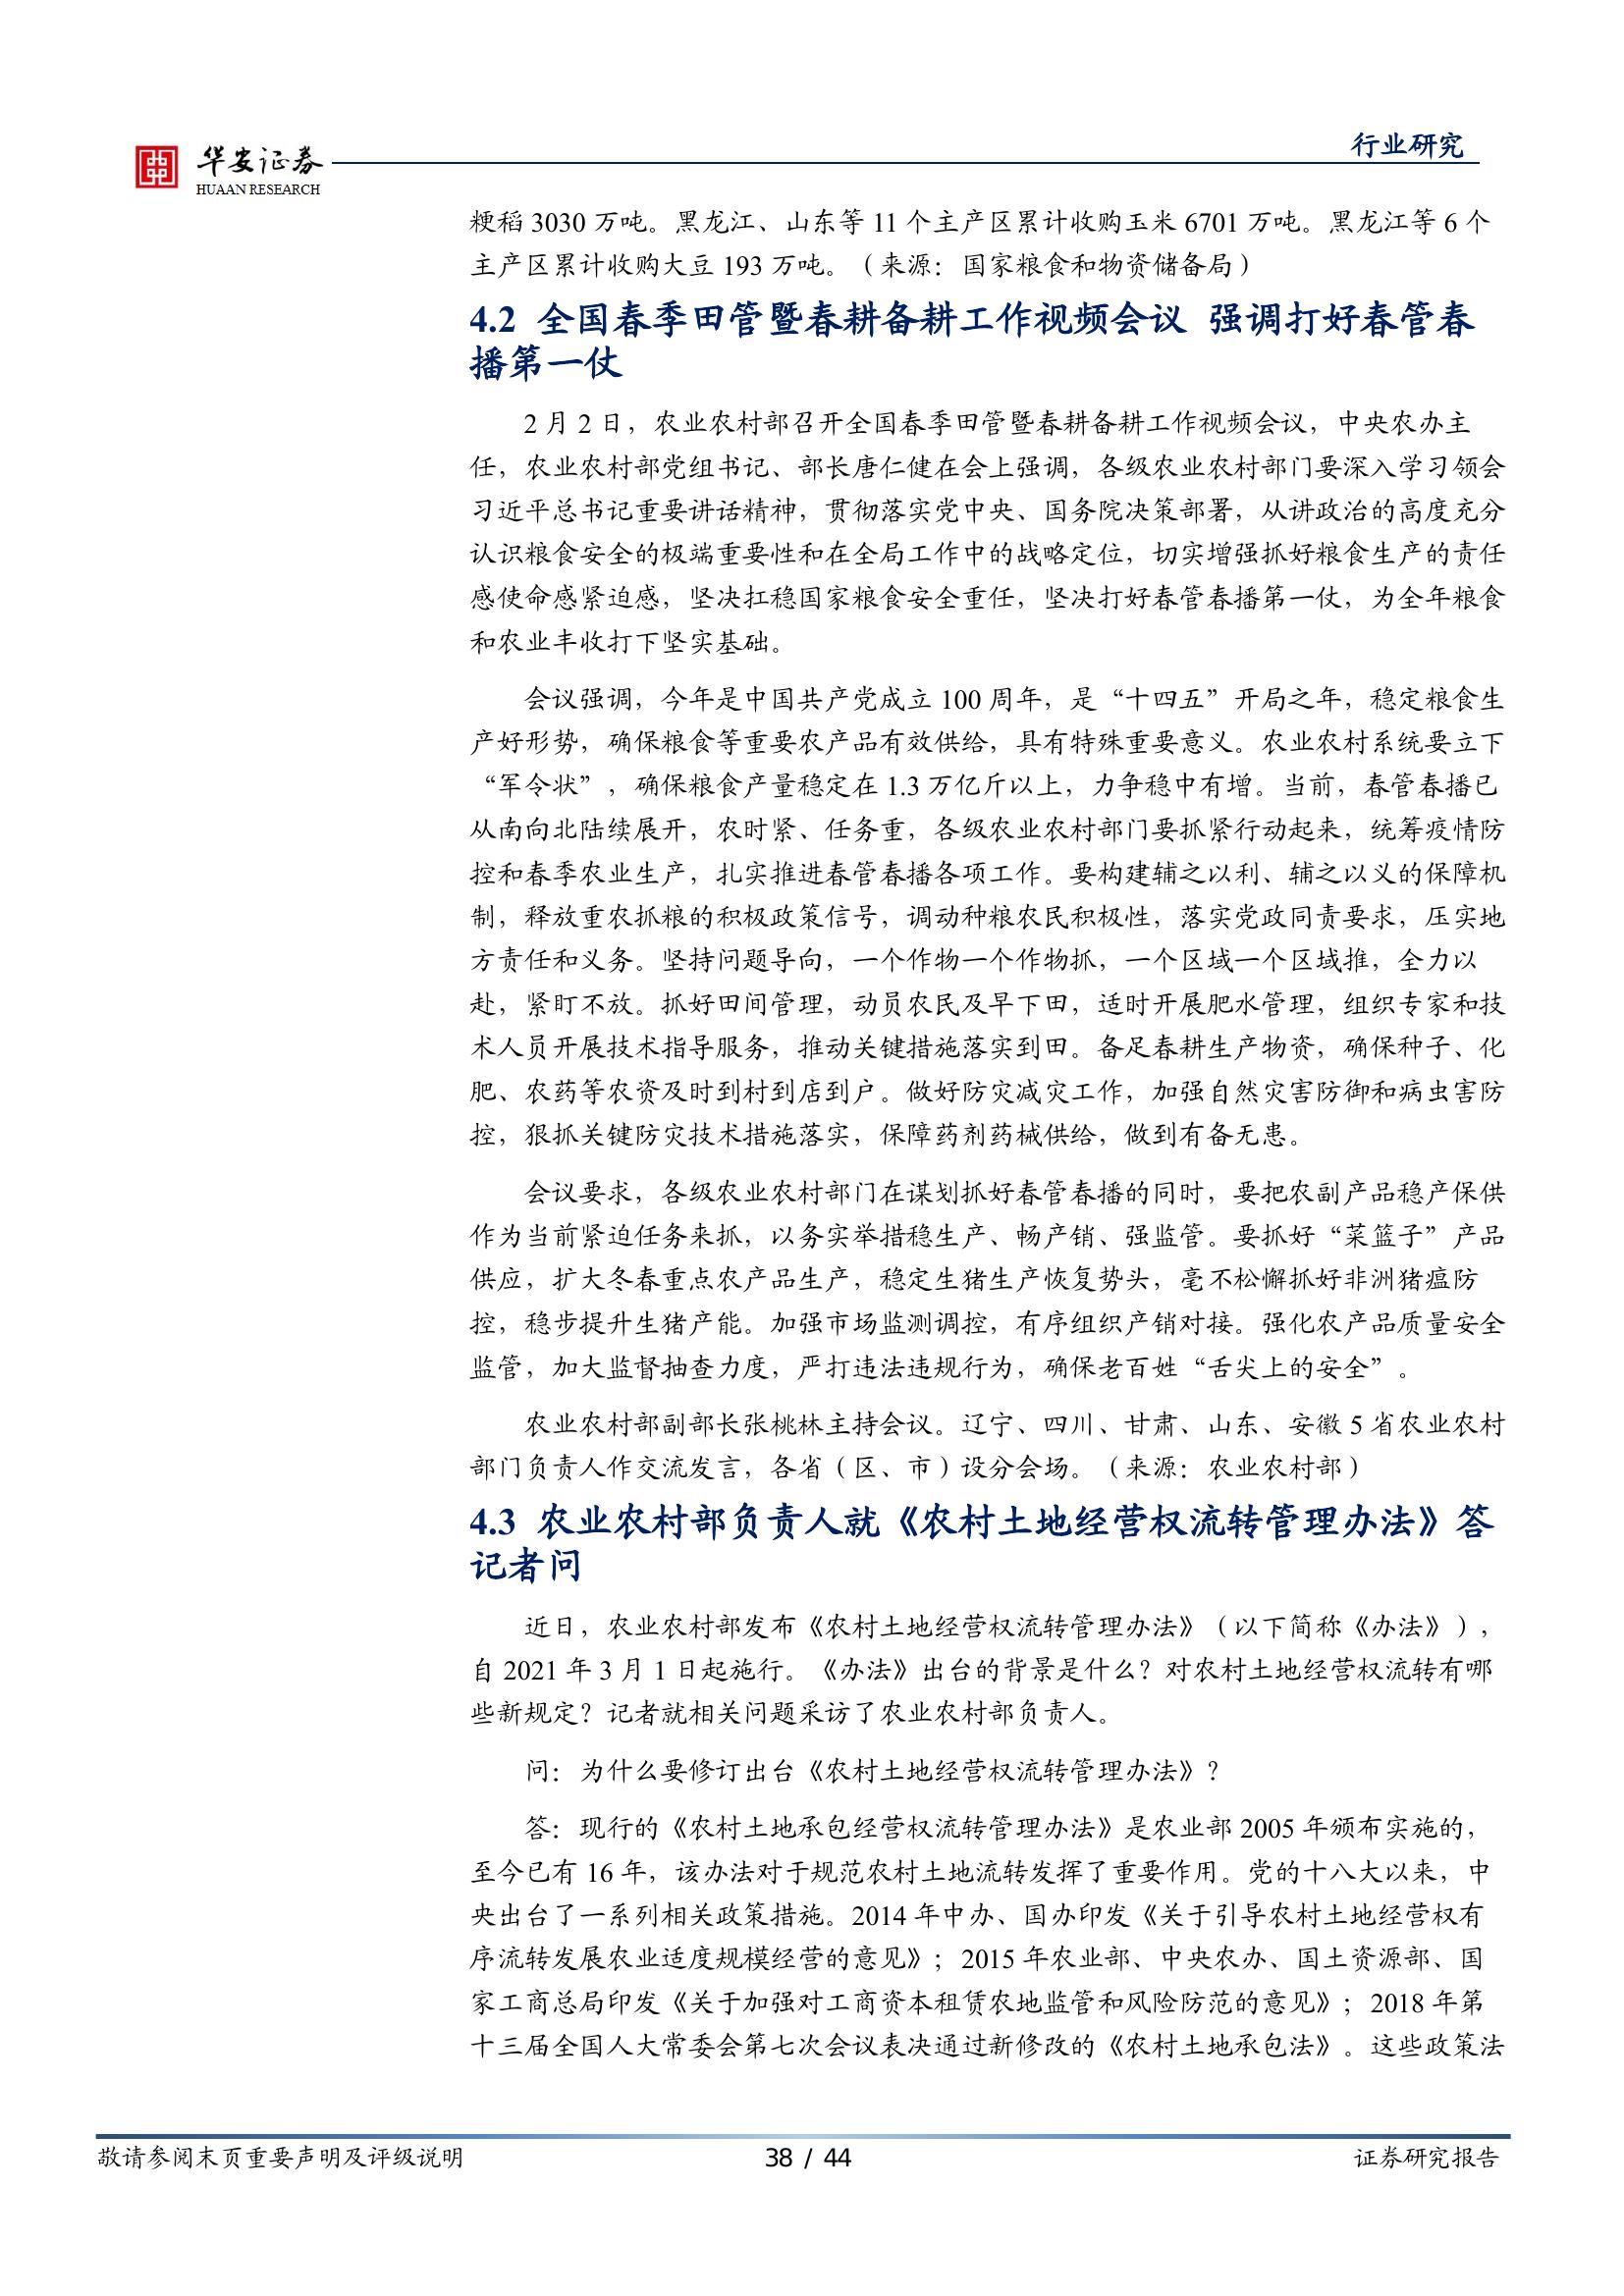 华安证券
HUAAN RESEARCH
行业研究
粳稻 3030 万吨。黑龙江、山东等 11 个主产区累计收购玉米 6701 万吨。黑龙江等 6 个
主产区累计收购大豆 193 万吨。（来源：国家粮食和物资储备局）
4.2 全国春季田管暨春耕备耕工作视频会议 强调打好春管春
播第一仗
2 月 2 日，农业农村部召开全国春季田管暨春耕备耕工作视频会议，中央农办主
任，农业农村部党组书记、部长唐仁健在会上强调，各级农业农村部门要深入学习领会
习近平总书记重要讲话精神，贯彻落实党中央、国务院决策部署，从讲政治的高度充分
认识粮食安全的极端重要性和在全局工作中的战略定位，切实增强抓好粮食生产的责任
感使命感紧迫感，坚决扛稳国家粮食安全重任，坚决打好春管春播第一仗，为全年粮食
和农业丰收打下坚实基础。
会议强调，今年是中国共产党成立 100 周年，是“十四五”开局之年，稳定粮食生
产好形势，确保粮食等重要农产品有效供给，具有特殊重要意义。农业农村系统要立下
“军令状”，确保粮食产量稳定在 1.3 万亿斤以上，力争稳中有增。当前，春管春播已
从南向北陆续展开，农时紧、任务重，各级农业农村部门要抓紧行动起来，统筹疫情防
控和春季农业生产，扎实推进春管春播各项工作。要构建辅之以利、辅之以义的保障机
制，释放重农抓粮的积极政策信号，调动种粮农民积极性，落实党政同责要求，压实地
方责任和义务。坚持问题导向，一个作物一个作物抓，一个区域一个区域推，全力以
赴，紧盯不放。抓好田间管理，动员农民及早下田，适时开展肥水管理，组织专家和技
术人员开展技术指导服务，推动关键措施落实到田。备足春耕生产物资，确保种子、化
肥、农药等农资及时到村到店到户。做好防灾减灾工作，加强自然灾害防御和病虫害防
控，狠抓关键防灾技术措施落实，保障药剂药械供给，做到有备无患。
会议要求，各级农业农村部门在谋划抓好春管春播的同时，要把农副产品稳产保供
作为当前紧迫任务来抓，以务实举措稳生产、畅产销、强监管。要抓好“菜篮子”产品
供应，扩大冬春重点农产品生产，稳定生猪生产恢复势头，毫不松懈抓好非洲猪瘟防
控，稳步提升生猪产能。加强市场监测调控，有序组织产销对接。强化农产品质量安全
监管，加大监督抽查力度，严打违法违规行为，确保老百姓“舌尖上的安全”。
农业农村部副部长张桃林主持会议。辽宁、四川、甘肃、山东、安徽 5 省农业农村
部门负责人作交流发言，各省（区、市）设分会场。（来源：农业农村部）
4.3 农业农村部负责人就《农村土地经营权流转管理办法》答
记者问
近日，农业农村部发布《农村土地经营权流转管理办法》（以下简称《办法》），
自 2021 年 3 月 1 日起施行。《办法》出台的背景是什么？对农村土地经营权流转有哪
些新规定？记者就相关问题采访了农业农村部负责人。
问：为什么要修订出台《农村土地经营权流转管理办法》？
答：现行的《农村土地承包经营权流转管理办法》是农业部 2005 年颁布实施的，
至今已有 16 年，该办法对于规范农村土地流转发挥了重要作用。党的十八大以来，中
央出台了一系列相关政策措施。2014 年中办、国办印发《关于引导农村土地经营权有
序流转发展农业适度规模经营的意见》；2015 年农业部、中央农办、国土资源部、国
家工商总局印发《关于加强对工商资本租赁农地监管和风险防范的意见》；2018 年第
十三届全国人大常委会第七次会议表决通过新修改的《农村土地承包法》。这些政策法
敬请参阅末页重要声明及评级说明
38 / 44
证券研究报告